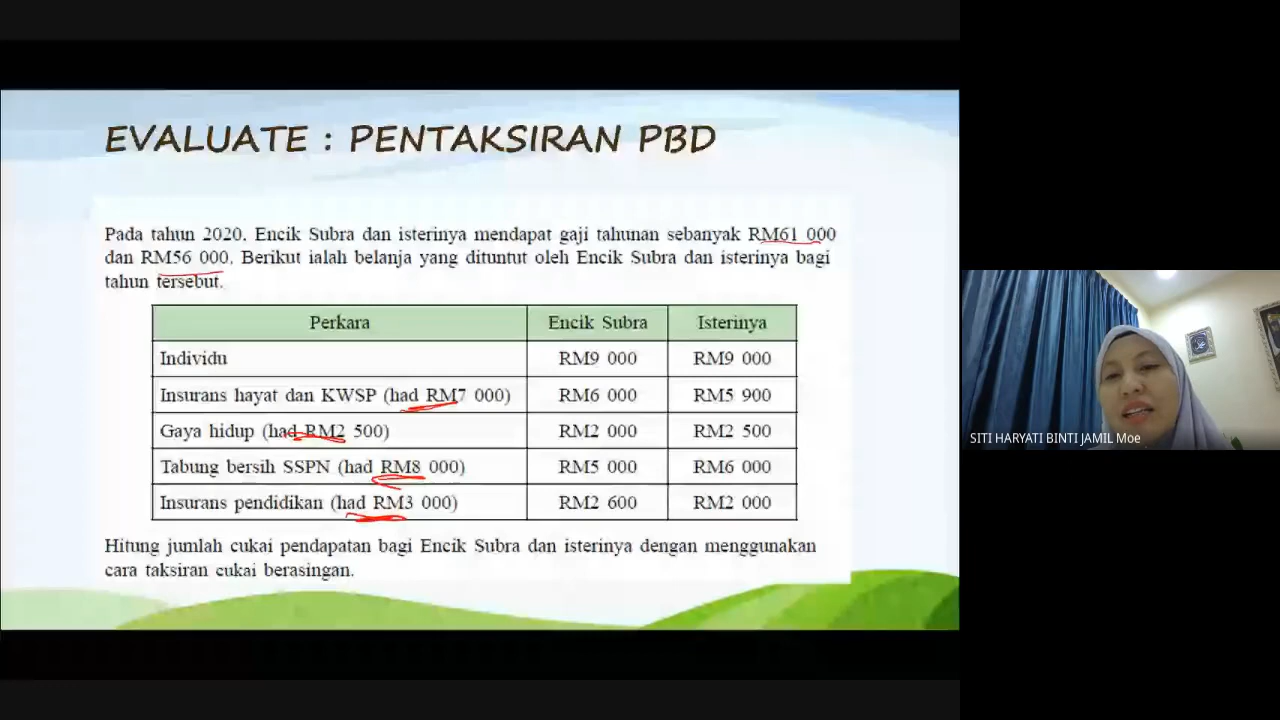 EVALUATE : PENTAKSIRAN PBD
Pada tahun 2020, Encik Subra dan isterinya mendapat gaji tahunan sebanyak RM61 000
dan RM56 000. Berikut ialah belanja yang dituntut oleh Encik Subra dan isterinya bagi
tahun tersebut.
Perkara Encik Subra Isterinya
Individu RM9 000 RM9 000
Insurans hayat dan KWSP (had RM7 000) RM6 000 RM5 900
Gaya hidup (had RM2 500) RM2 000 RM2 500
Tabung bersih SSPN (had RM8 000) RM5 000 RM6 000
Insurans pendidikan (had RM3 000) RM2 600 RM2 000
Hitung jumlah cukai pendapatan bagi Encik Subra dan isterinya dengan menggunakan
cara taksiran cukai berasingan.
SITI HARYATI BINTI JAMIL Moe